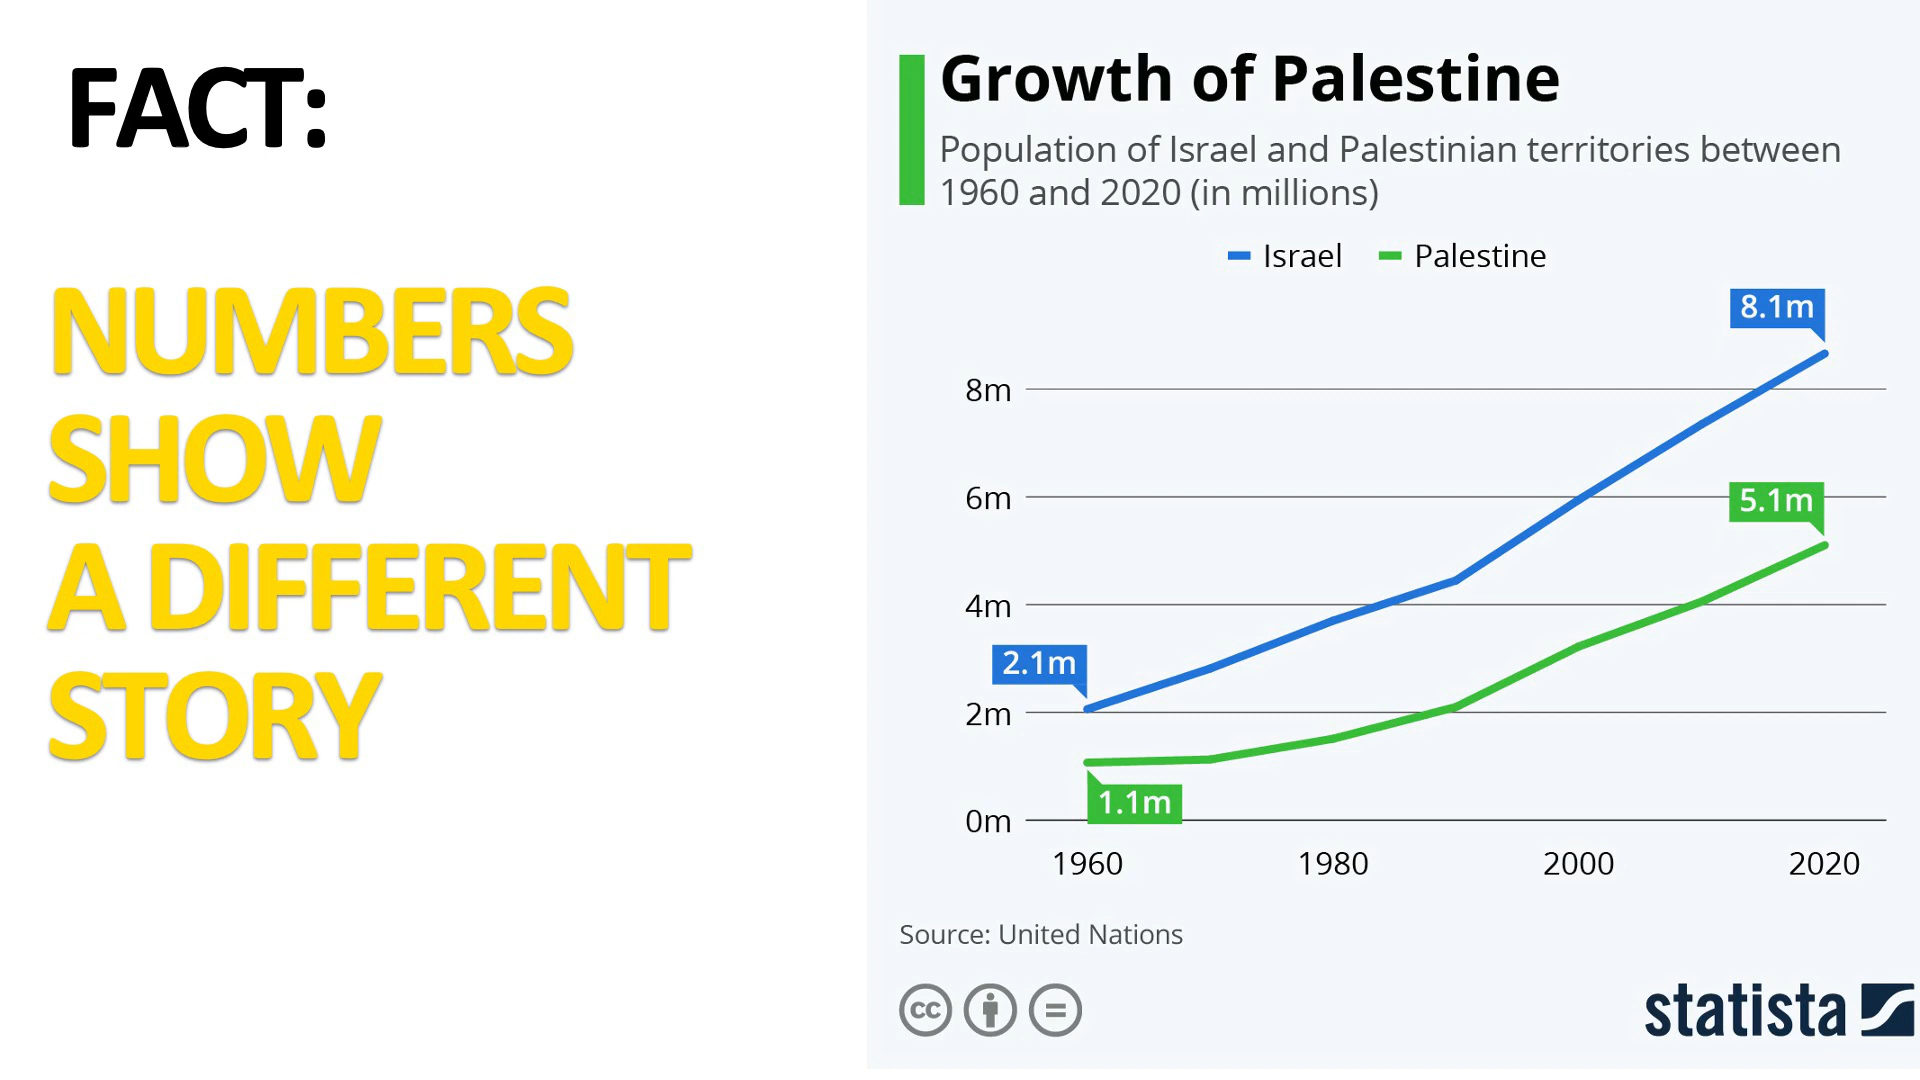 FACT:
NUMBERS
SHOW
A DIFFERENT
STORY
Growth of Palestine
Population of Israel and Palestinian territories between
1960 and 2020 (in millions)
Israel Palestine
8.1m
8m
6m
5.1m
4m
2.1m
2m
1.1m
0m
1960 1980 2000 2020
Source: United Nations
cc
statista